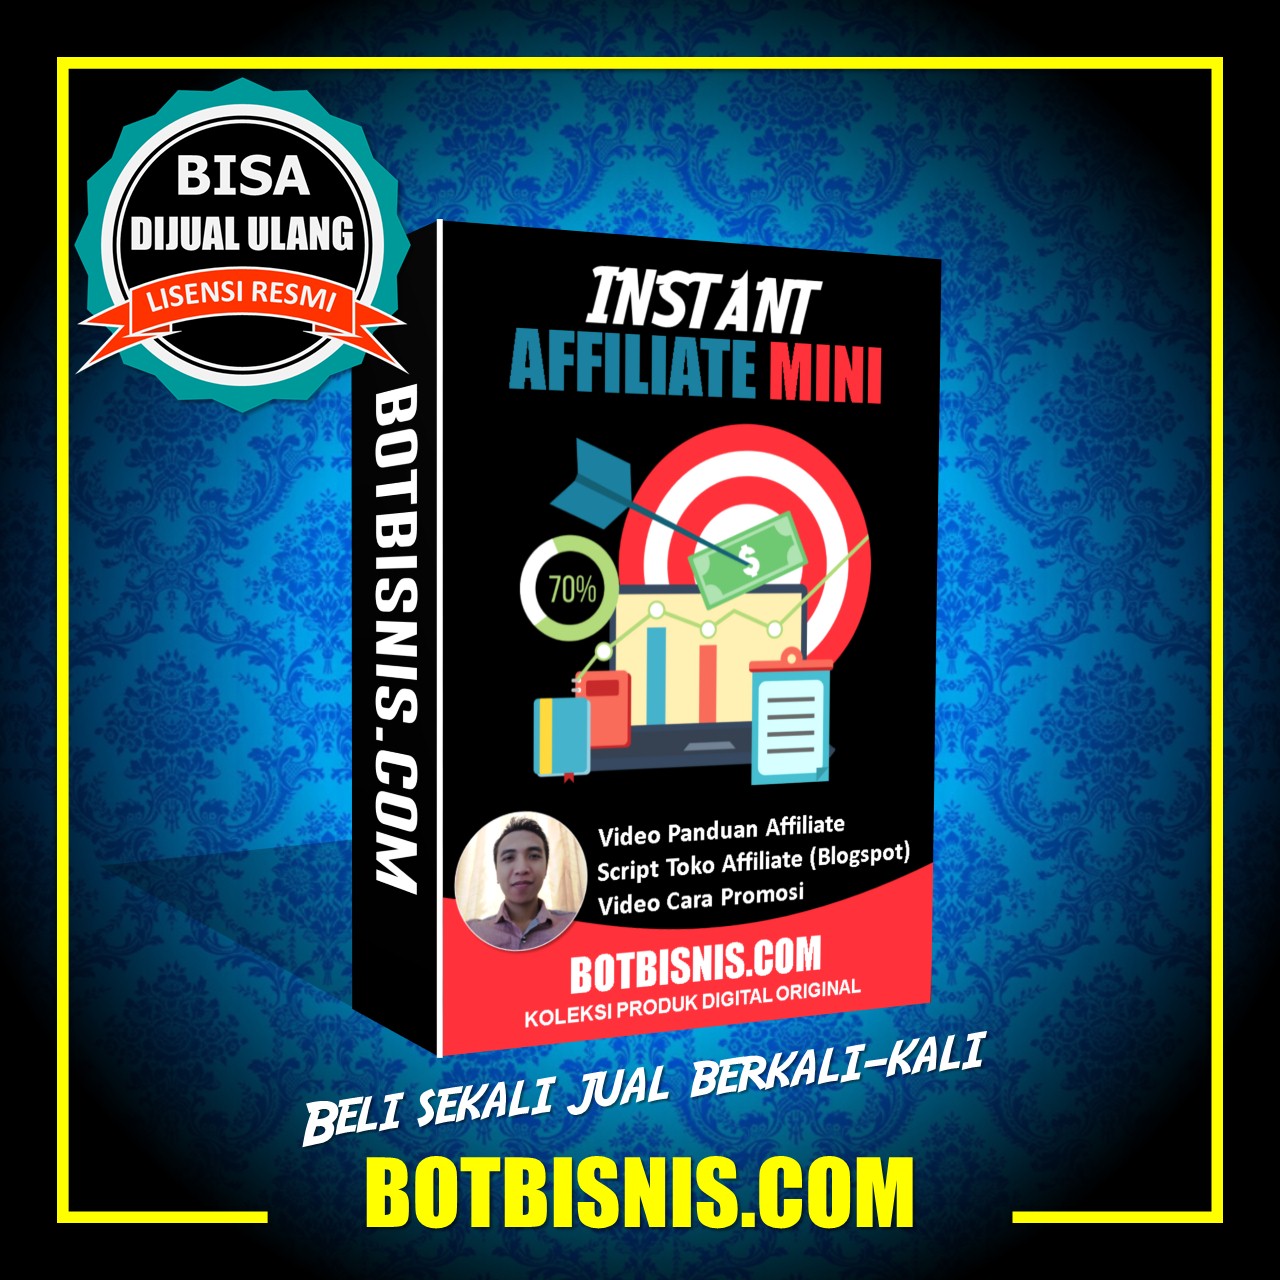 BISA
DIJUAL ULANG
LISENSI RESMI
INSTANT
AFFILIATE MINI
BOTBISNIS.COM
70%
$
Video Panduan Affiliate
Script Toko Affiliate (Blogspot)
Video Cara Promosi
BOTBISNIS.COM
KOLEKSI PRODUK DIGITAL ORIGINAL
BELI SEKALI JUAL BERKALI-KALI
BOTBISNIS.COM